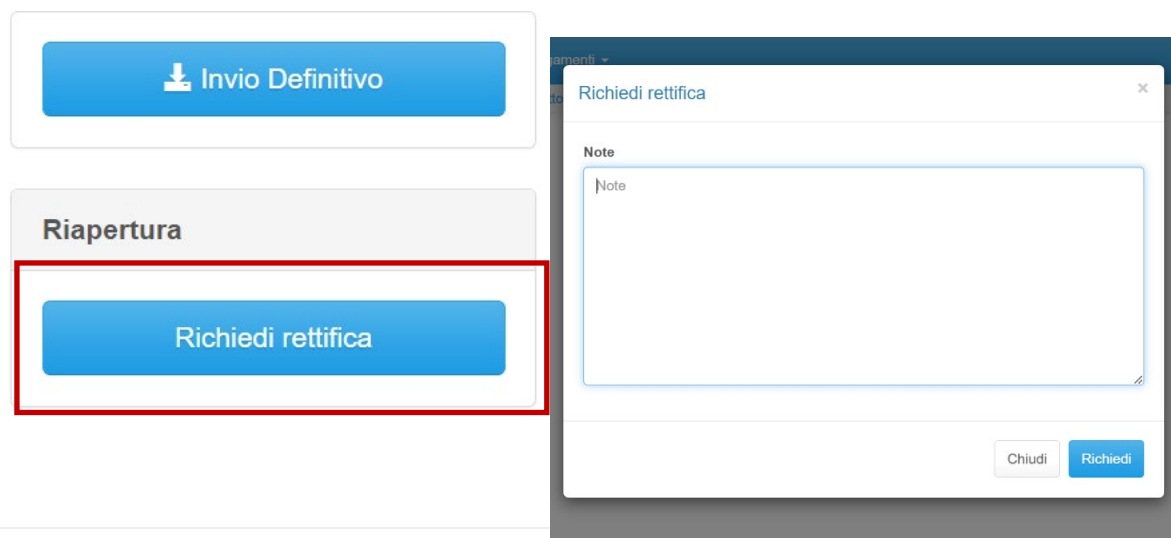 Invio Definitivo
Riapertura
Richiedi rettifica
Richiedi rettifica
×
Note
Note
Chiudi
Richiedi